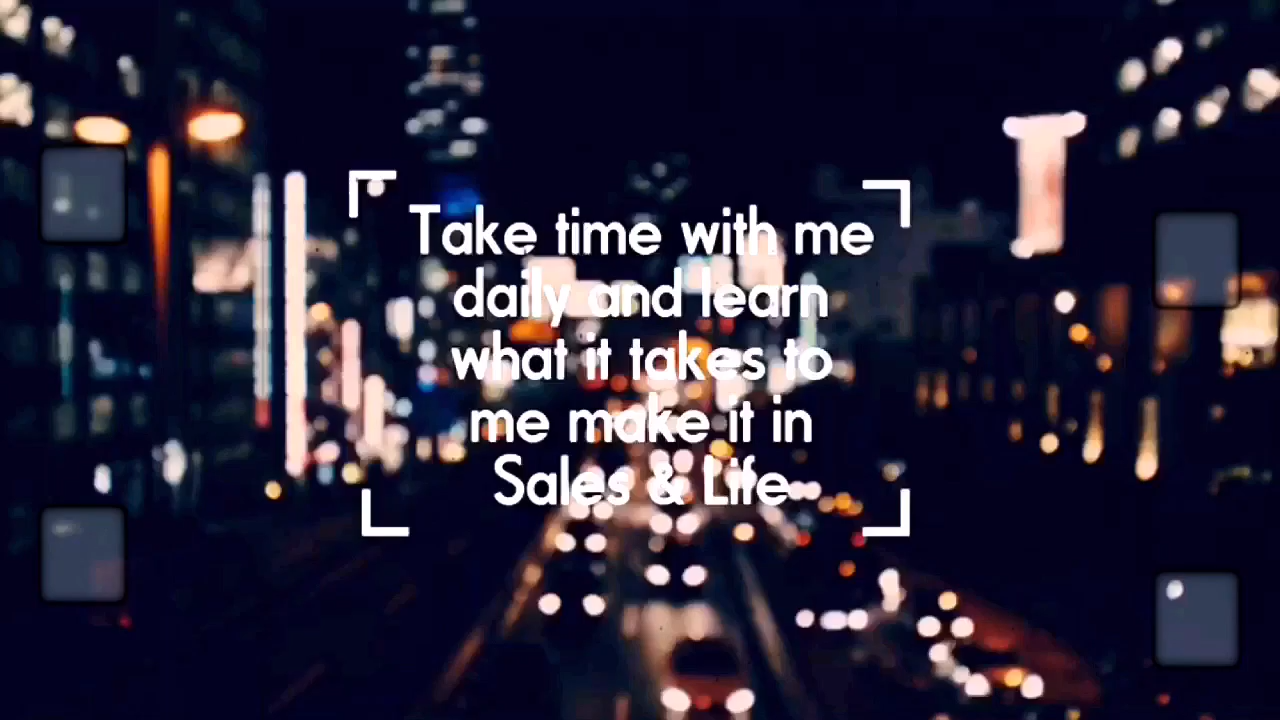 Take time with me
daily and learn
what it takes to
me make it in
Sales & Life